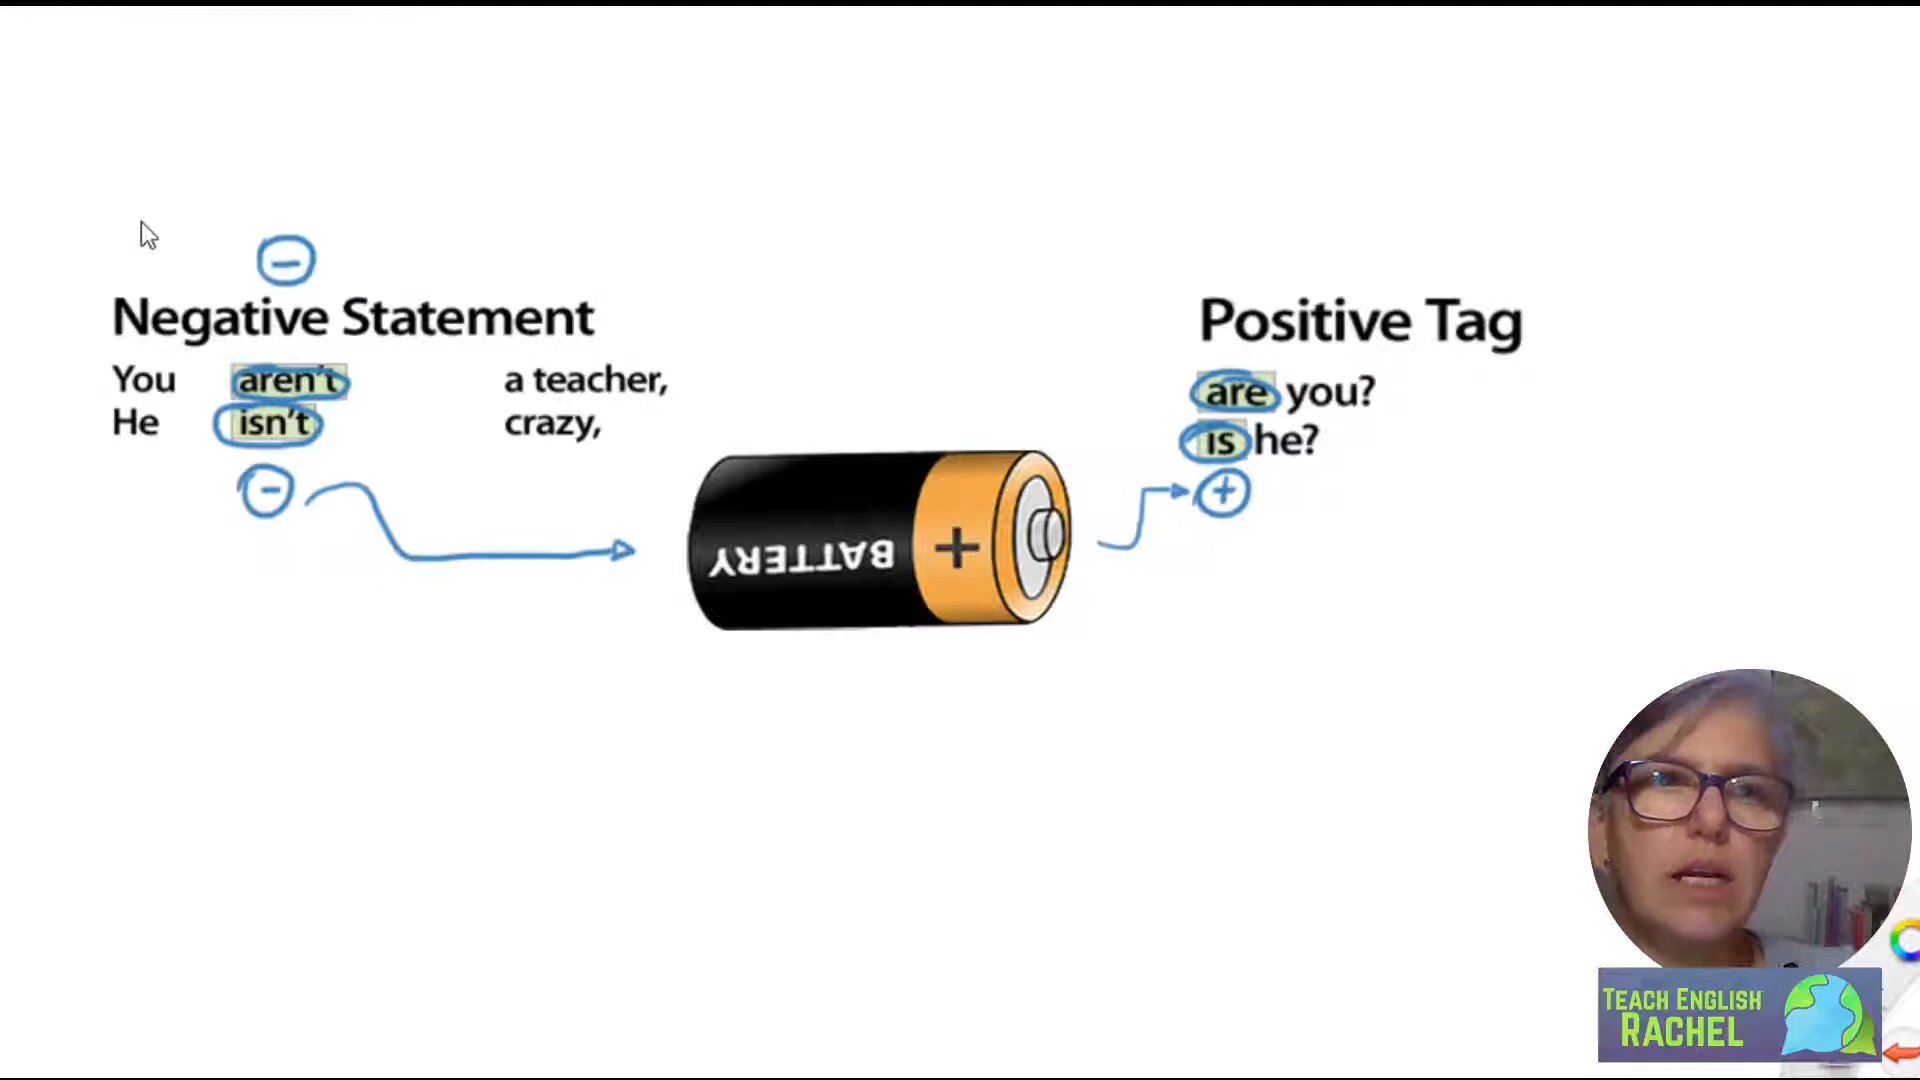 Negative Statement
You aren't a teacher,
He isn't crazy,
Positive Tag
are you?
is he?
BATTERY
+
TEACH ENGLISH
RACHEL